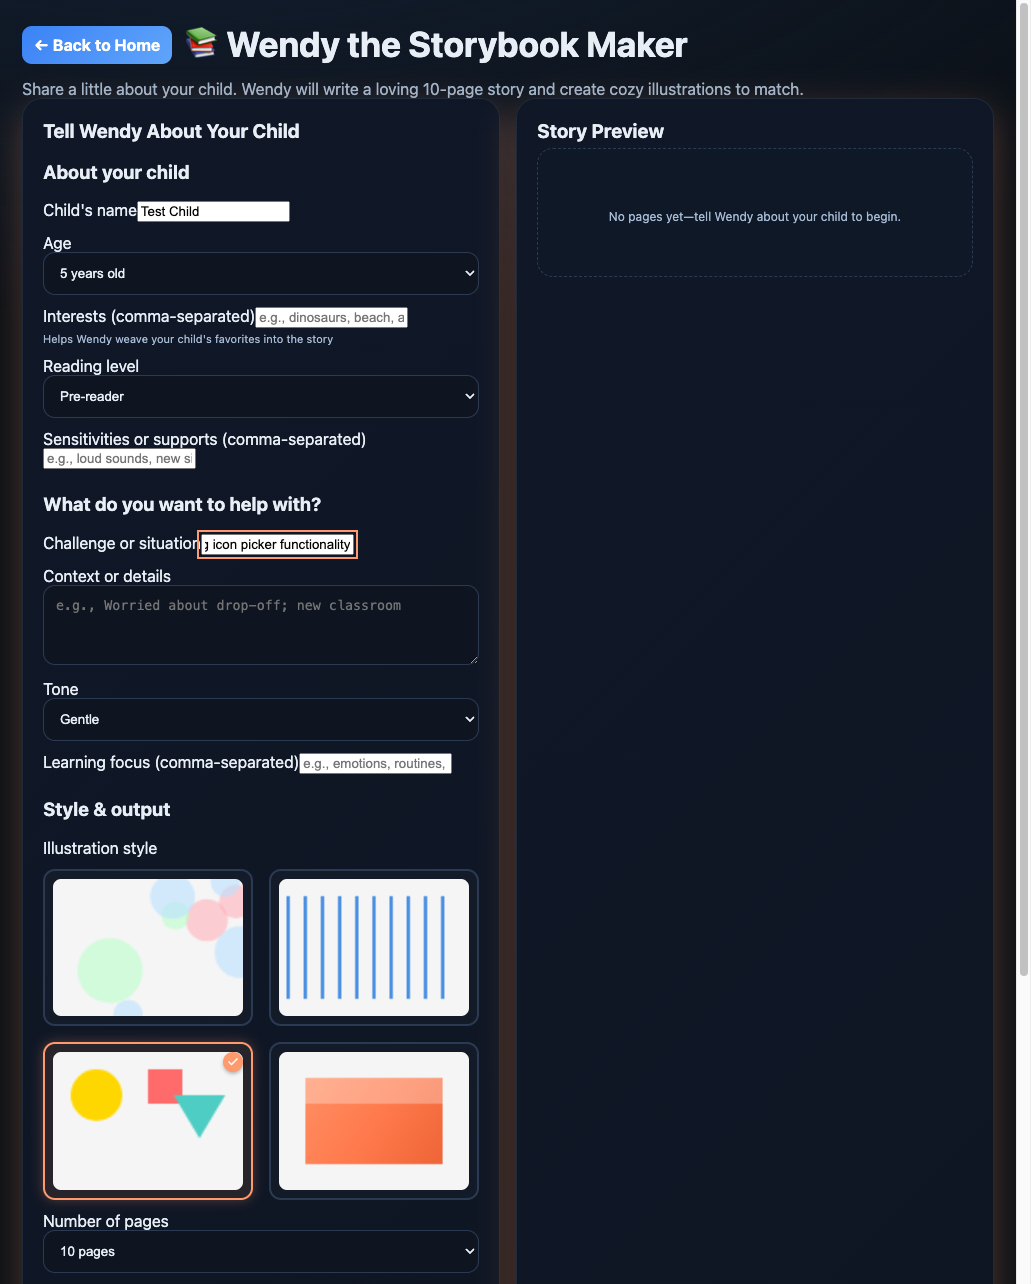 ← Back to Home
📚 Wendy the Storybook Maker
Share a little about your child. Wendy will write a loving 10-page story and create cozy illustrations to match.
Tell Wendy About Your Child
About your child
Child's name Test Child
Age
5 years old
Interests (comma-separated) e.g., dinosaurs, beach, a
Helps Wendy weave your child's favorites into the story
Reading level
Pre-reader
Sensitivities or supports (comma-separated)
e.g., loud sounds, new si
What do you want to help with?
Challenge or situation g icon picker functionality
Context or details
e.g., Worried about drop-off; new classroom
Tone
Gentle
Learning focus (comma-separated) e.g., emotions, routines,
Style & output
Illustration style
Number of pages
10 pages
Story Preview
No pages yet—tell Wendy about your child to begin.